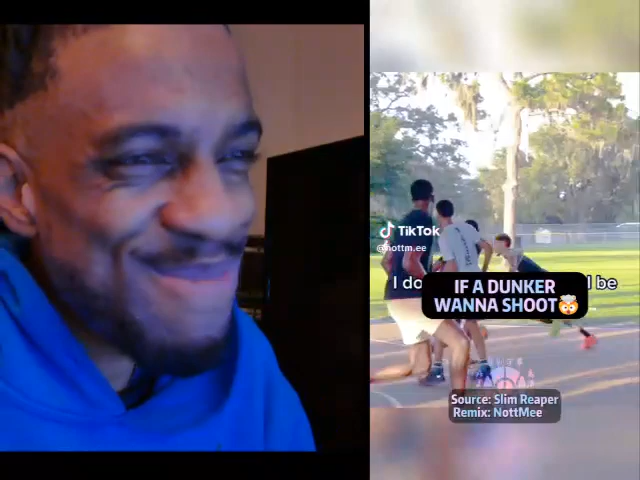 TikTok
@nottm.ee
I do
l be
IF A DUNKER
WANNA SHOOT🤯
Source: Slim Reaper
Remix: NottMee